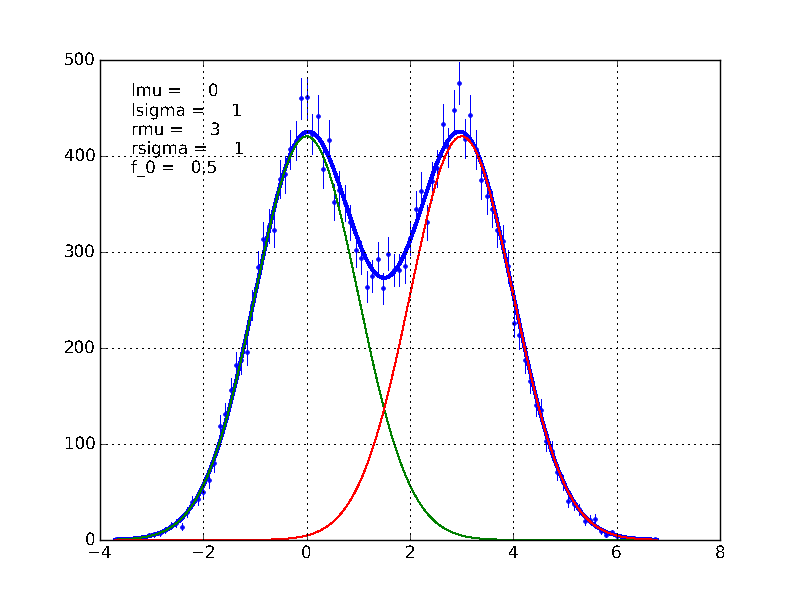 500
400
300
200
100
0
lmu = 0
lsigma = 1
rmu = 3
rsigma = 1
f_0 = 0.5
−4 −2 0 2 4 6 8